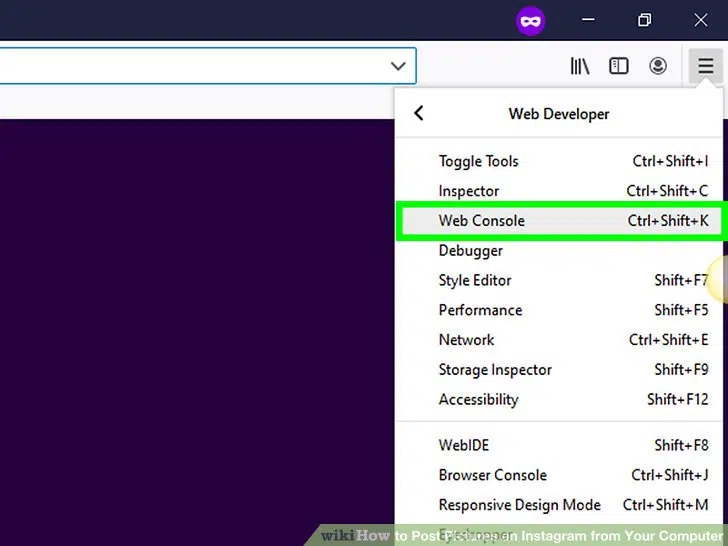 Web Developer
Toggle Tools Ctrl+Shift+I
Inspector Ctrl+Shift+C
Web Console Ctrl+Shift+K
Debugger
Style Editor Shift+F7
Performance Shift+F5
Network Ctrl+Shift+E
Storage Inspector Shift+F9
Accessibility Shift+F12
WebIDE Shift+F8
Browser Console Ctrl+Shift+J
Responsive Design Mode Ctrl+Shift+M
wikiHow to Post Pictures on Instagram from Your Computer